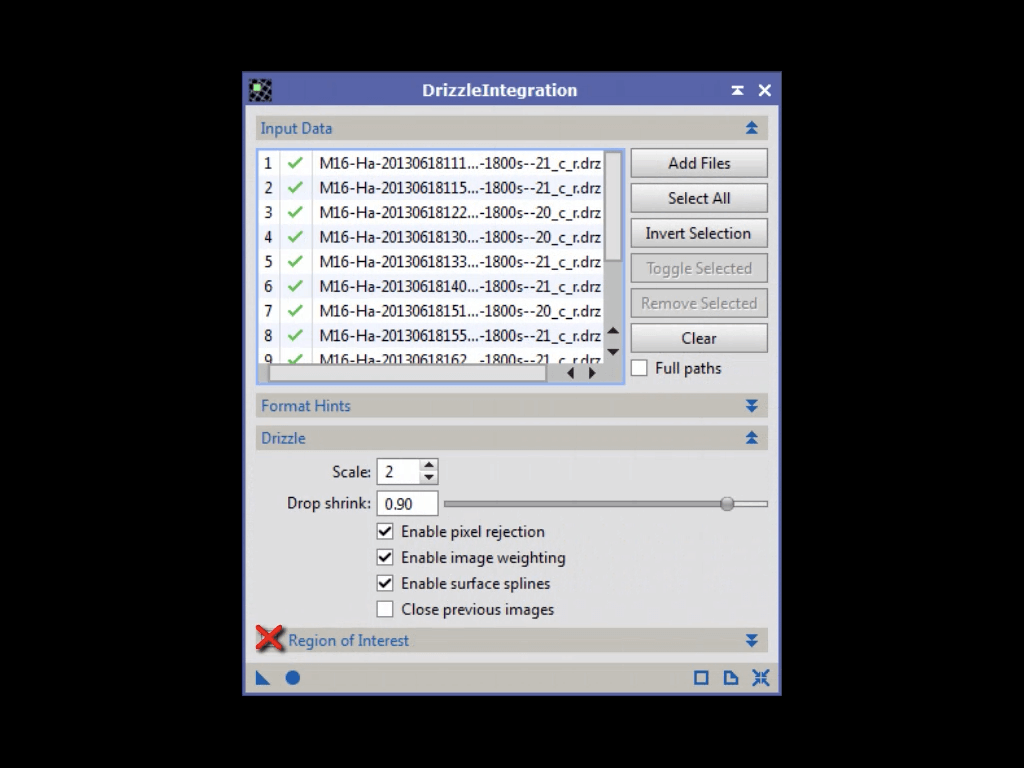 DrizzleIntegration
Input Data
1 M16-Ha-20130618111...-1800s--21_c_r.drz
2 M16-Ha-20130618115...-1800s--21_c_r.drz
3 M16-Ha-20130618122...-1800s--20_c_r.drz
4 M16-Ha-20130618130...-1800s--20_c_r.drz
5 M16-Ha-20130618133...-1800s--21_c_r.drz
6 M16-Ha-20130618140...-1800s--21_c_r.drz
7 M16-Ha-20130618151...-1800s--20_c_r.drz
8 M16-Ha-20130618155...-1800s--21_c_r.drz
9 M16-Ha-20130618162...-1800s--21_c_r.drz
Add Files
Select All
Invert Selection
Toggle Selected
Remove Selected
Clear
Full paths
Format Hints
Drizzle
Scale: 2
Drop shrink: 0.90
Enable pixel rejection
Enable image weighting
Enable surface splines
Close previous images
Region of Interest